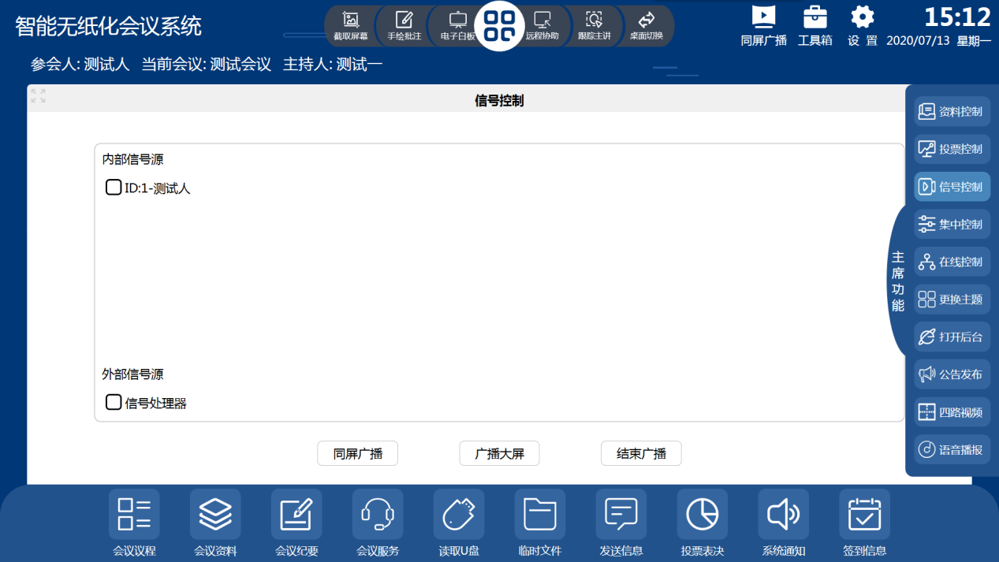 智能无纸化会议系统
截取屏幕
手绘批注
电子白板
远程协助
跟踪主讲
桌面切换
同屏广播
工具箱
设 置
15:12
2020/07/13 星期一
参会人: 测试人 当前会议: 测试会议 主持人: 测试一
信号控制
内部信号源
ID:1-测试人
外部信号源
信号处理器
同屏广播
广播大屏
结束广播
主席功能
资料控制
投票控制
信号控制
集中控制
在线控制
更换主题
打开后台
公告发布
四路视频
语音播报
会议议程
会议资料
会议纪要
会议服务
读取U盘
临时文件
发送信息
投票表决
系统通知
签到信息